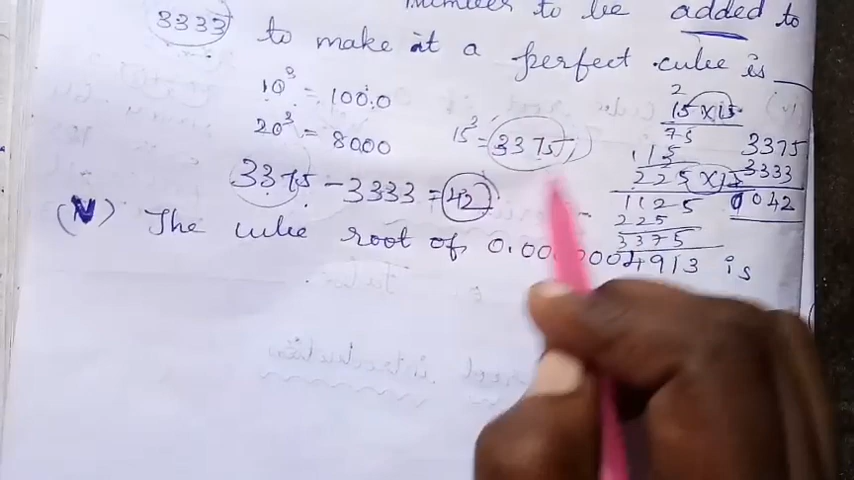 number to be added to
3333 to make it a perfect cube is
10³ = 1000
20³ = 8000
15³ = 3375
3375 - 3333 = 42
2
15 × 15
75
115
225 × 15
1125
225
3375
3375
3333
0042
(V) The cube root of 0.000004913 is